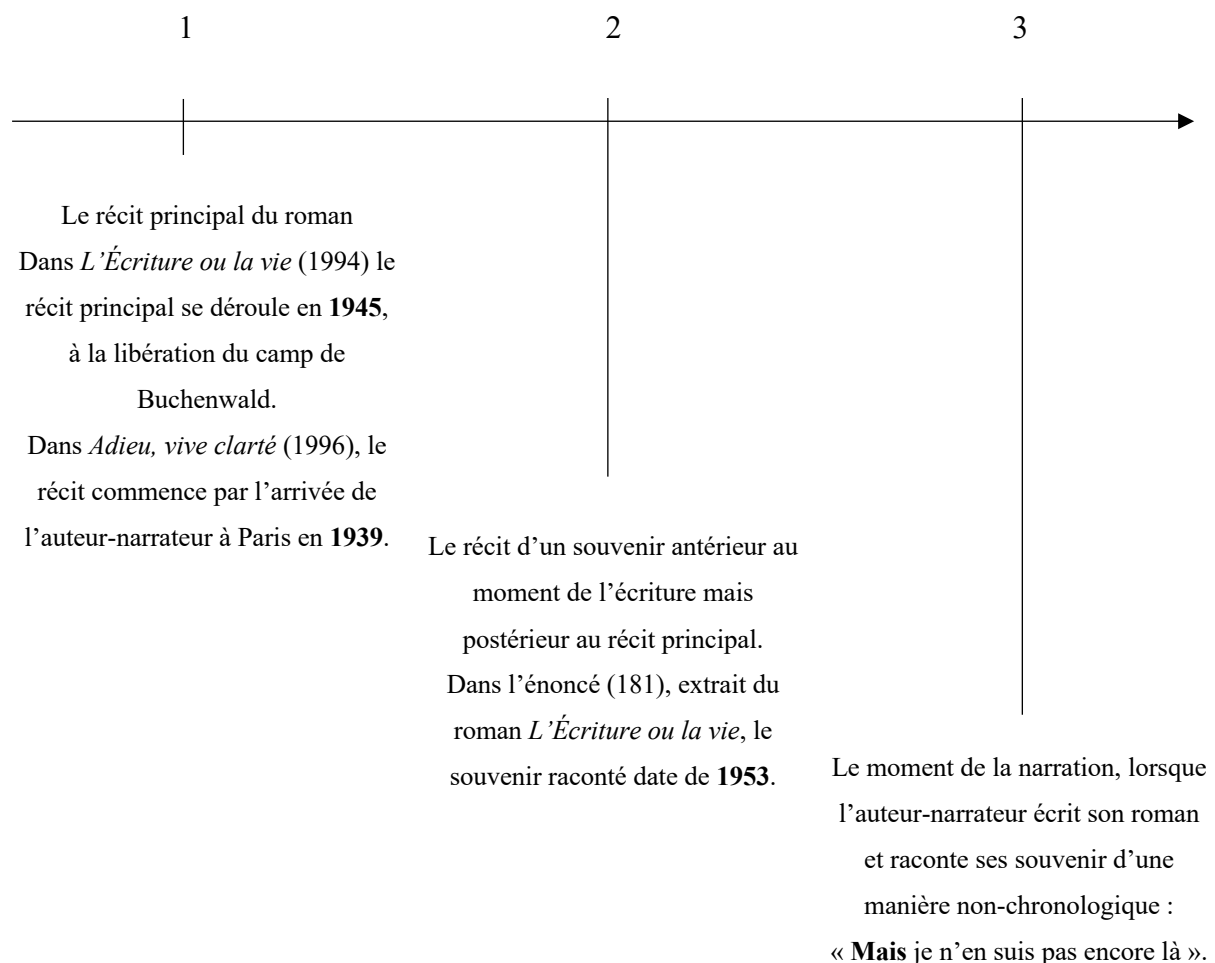 1
2
3
Le récit principal du roman
Dans L’Écriture ou la vie (1994) le
récit principal se déroule en 1945,
à la libération du camp de
Buchenwald.
Dans Adieu, vive clarté (1996), le
récit commence par l’arrivée de
l’auteur-narrateur à Paris en 1939.
Le récit d’un souvenir antérieur au
moment de l’écriture mais
postérieur au récit principal.
Dans l’énoncé (181), extrait du
roman L’Écriture ou la vie, le
souvenir raconté date de 1953.
Le moment de la narration, lorsque
l’auteur-narrateur écrit son roman
et raconte ses souvenir d’une
manière non-chronologique :
« Mais je n’en suis pas encore là ».